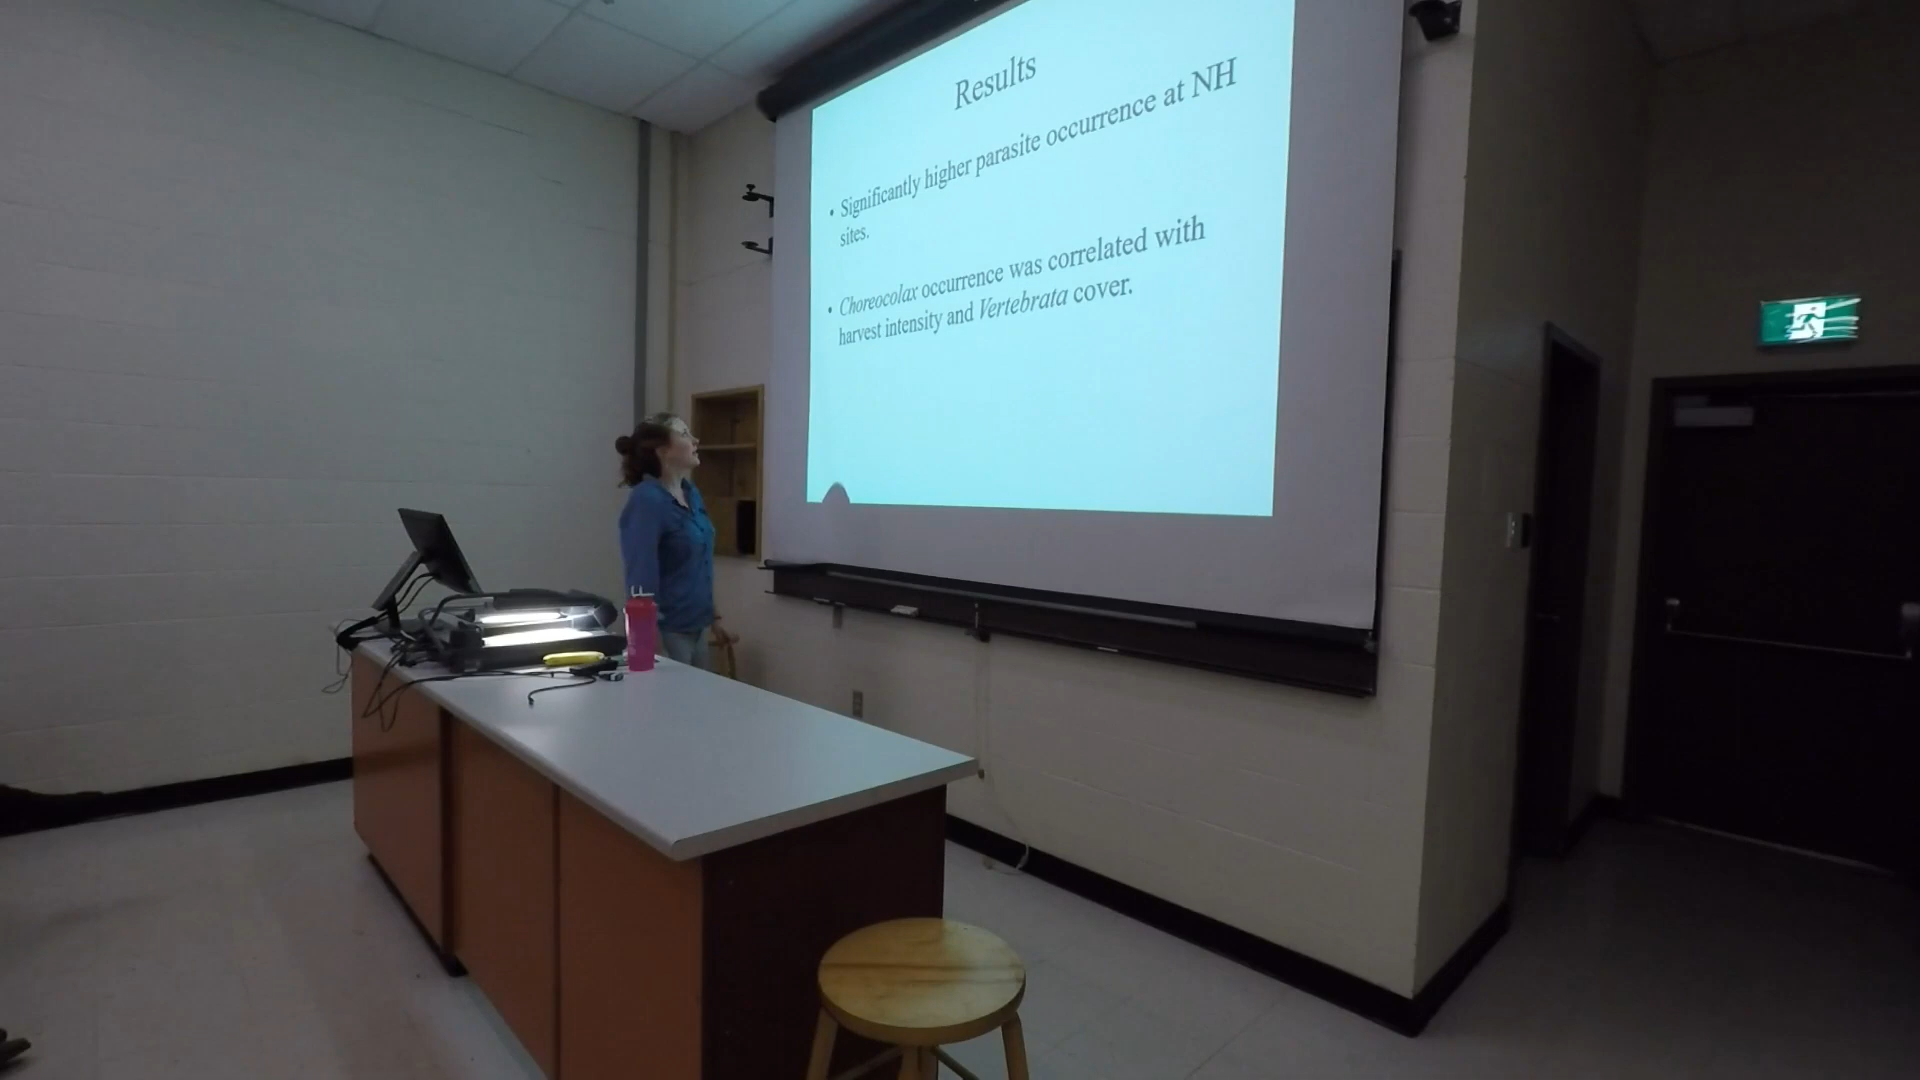 Results
• Significantly higher parasite occurrence at NH
sites.
• Choreocolax occurrence was correlated with
harvest intensity and Vertebrata cover.